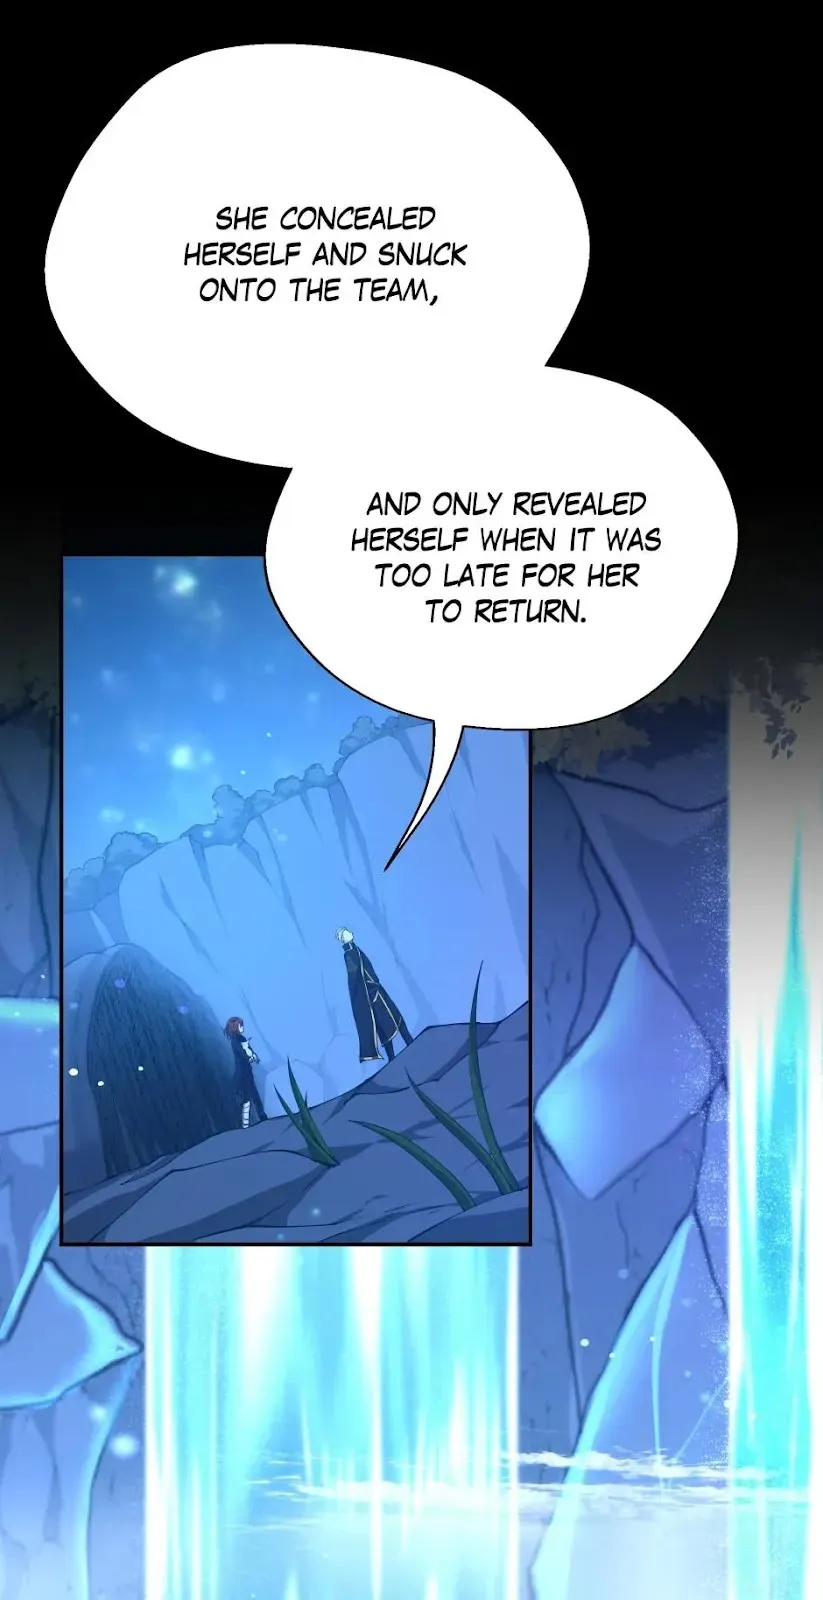 SHE CONCEALED
HERSELF AND SNUCK
ONTO THE TEAM,
AND ONLY REVEALED
HERSELF WHEN IT WAS
TOO LATE FOR HER
TO RETURN.